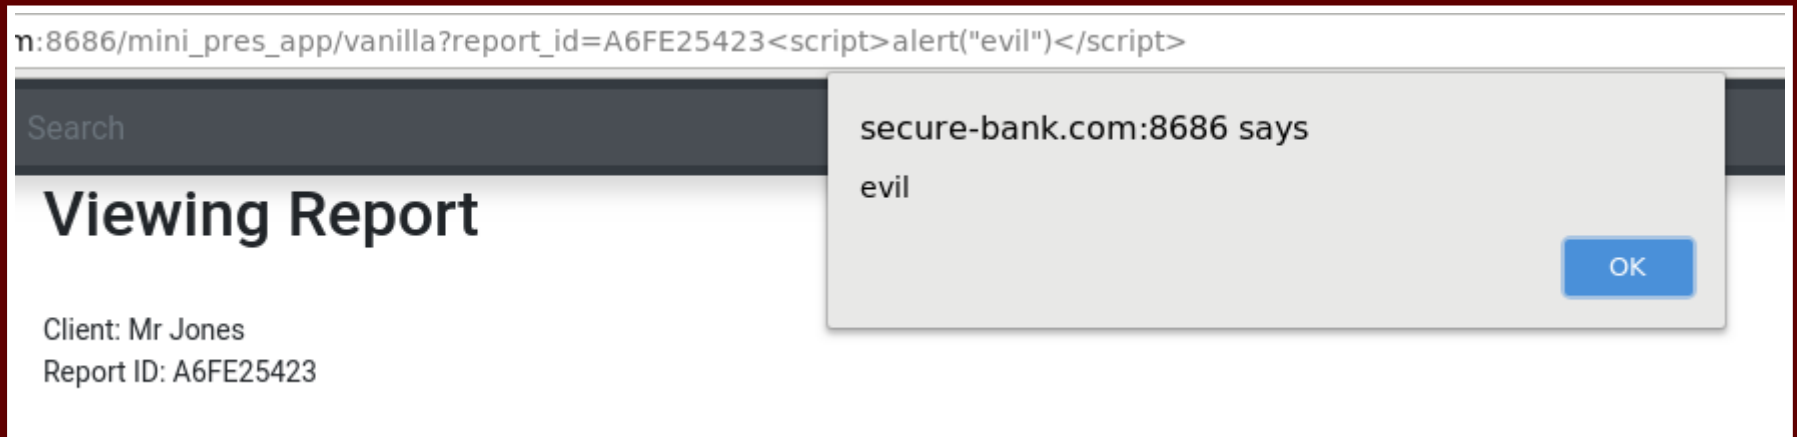 m:8686/mini_pres_app/vanilla?report_id=A6FE25423<script>alert("evil")</script>
Search
secure-bank.com:8686 says
evil
OK
Viewing Report
Client: Mr Jones
Report ID: A6FE25423